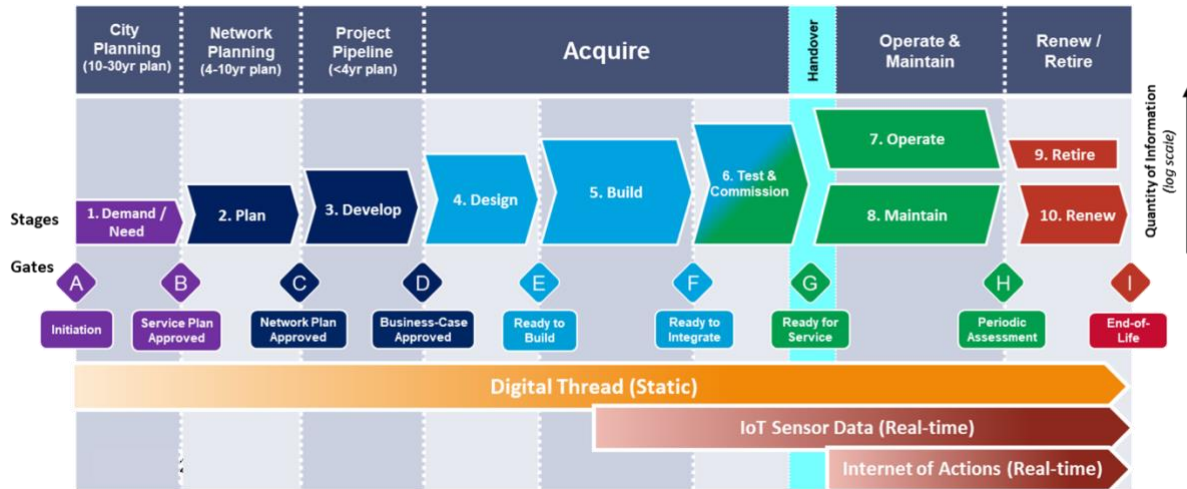 City
Planning
(10-30yr plan)
Network
Planning
(4-10yr plan)
Project
Pipeline
(<4yr plan)
Acquire
Handover
Operate &
Maintain
Renew /
Retire
Quantity of Information
(log scale)
Stages
1. Demand /
Need
2. Plan
3. Develop
4. Design
5. Build
6. Test &
Commission
7. Operate
8. Maintain
9. Retire
10. Renew
Gates
A
B
C
D
E
F
G
H
I
Initiation
Service Plan
Approved
Network Plan
Approved
Business-Case
Approved
Ready to
Build
Ready to
Integrate
Ready for
Service
Periodic
Assessment
End-of-
Life
Digital Thread (Static)
IoT Sensor Data (Real-time)
Internet of Actions (Real-time)